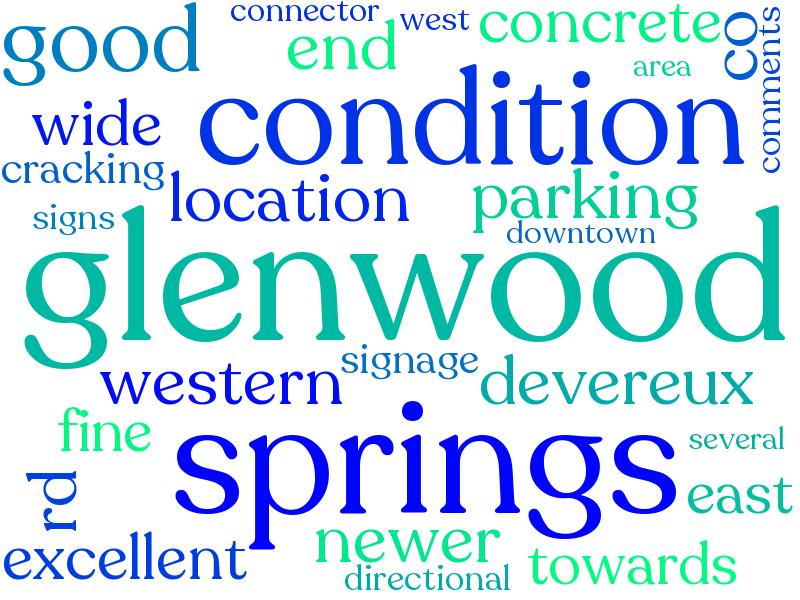 connector
west
good
end
concrete
co
comments
area
condition
wide
cracking
location
parking
signs
downtown
glenwood
signage
western
devereux
fine
springs
several
rd
east
newer
excellent
towards
directional